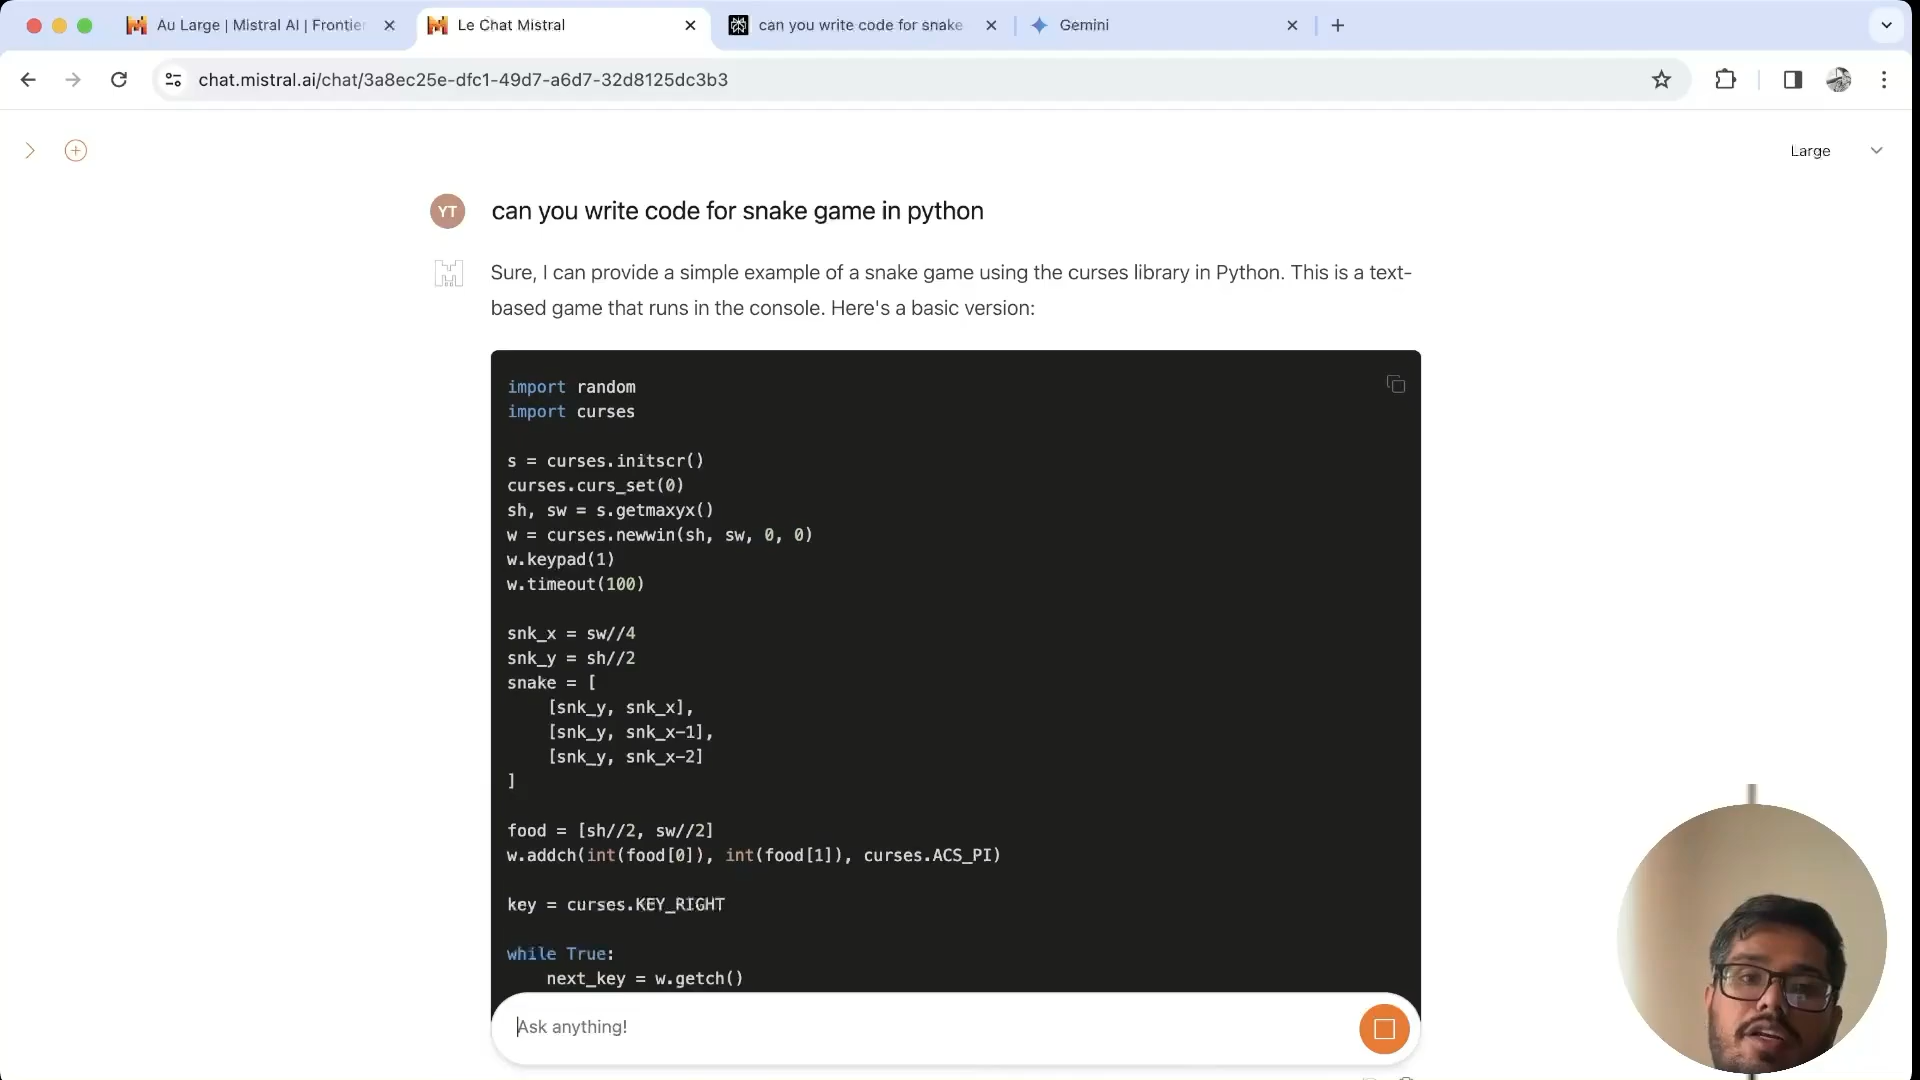 Au Large | Mistral AI | Frontier
Le Chat Mistral
can you write code for snake
Gemini
chat.mistral.ai/chat/3a8ec25e-dfc1-49d7-a6d7-32d8125dc3b3
Large
YT
can you write code for snake game in python
Sure, I can provide a simple example of a snake game using the curses library in Python. This is a text-
based game that runs in the console. Here's a basic version:
import random
import curses
s = curses.initscr()
curses.curs_set(0)
sh, sw = s.getmaxyx()
w = curses.newwin(sh, sw, 0, 0)
w.keypad(1)
w.timeout(100)
snk_x = sw//4
snk_y = sh//2
snake = [
    [snk_y, snk_x],
    [snk_y, snk_x-1],
    [snk_y, snk_x-2]
]
food = [sh//2, sw//2]
w.addch(int(food[0]), int(food[1]), curses.ACS_PI)
key = curses.KEY_RIGHT
while True:
    next_key = w.getch()
Ask anything!